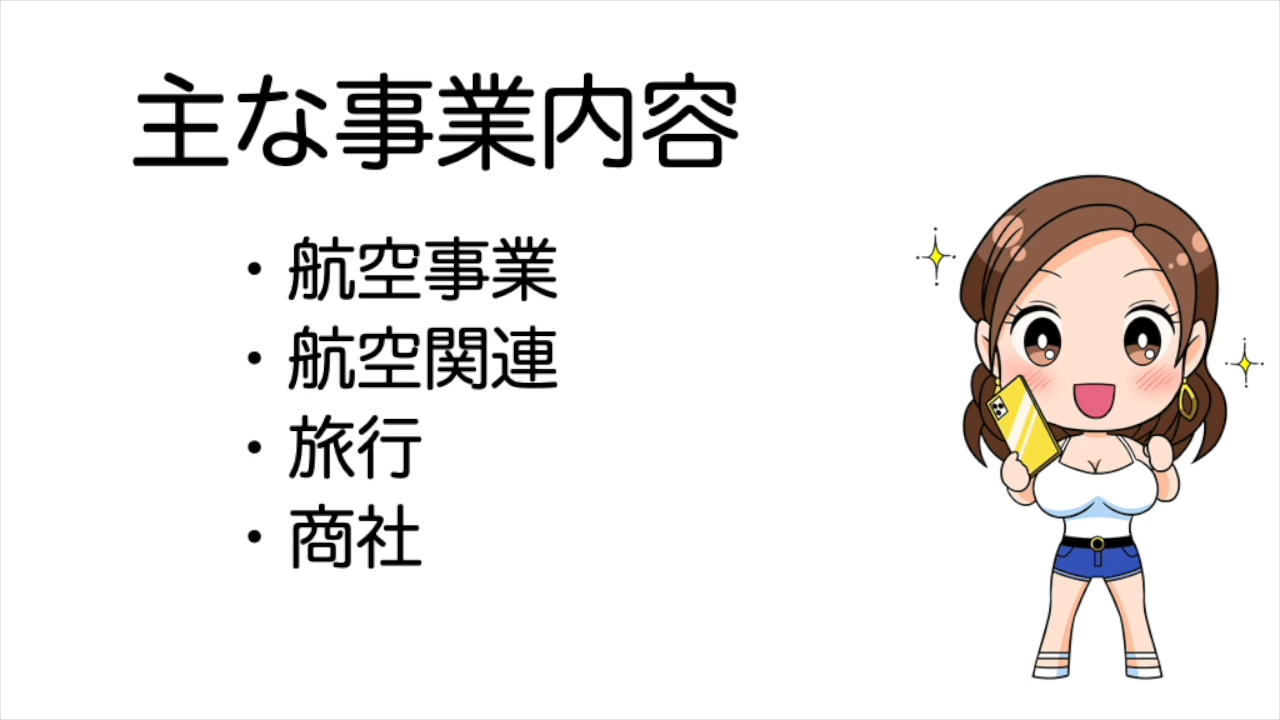 主な事業内容
・航空事業
・航空関連
・旅行
・商社